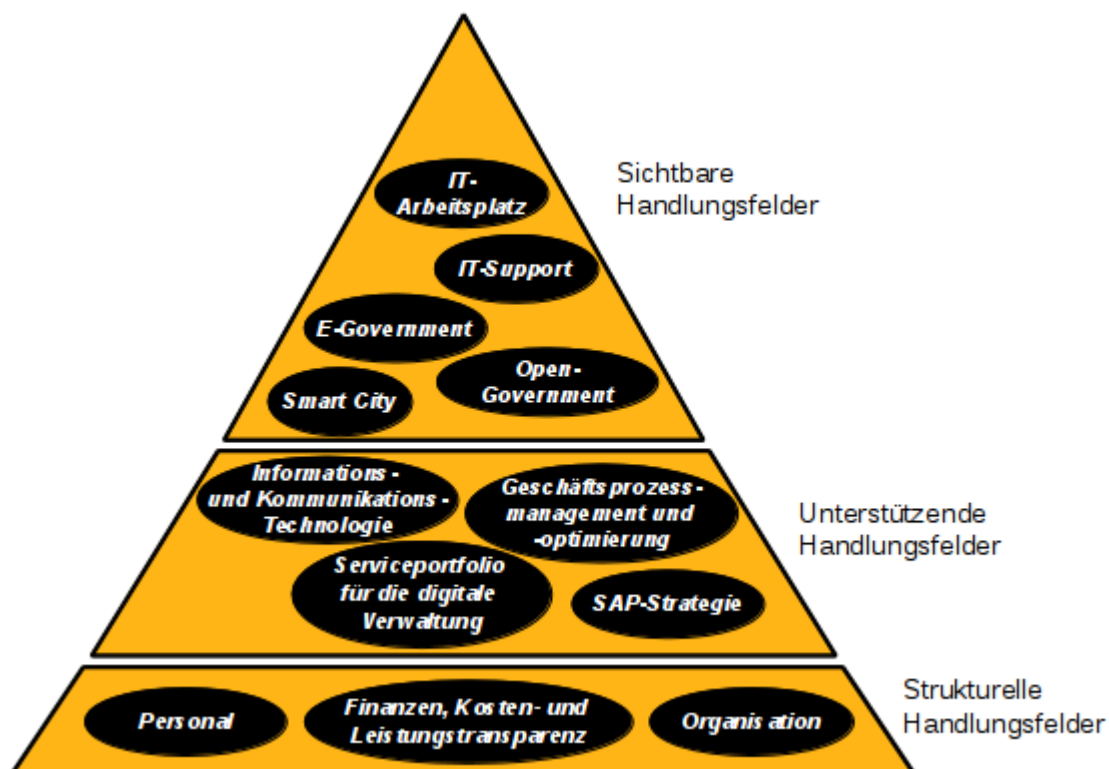 IT-
Arbeitsplatz
Sichtbare
Handlungsfelder
IT-Support
E-Government
Open-
Government
Smart City
Informations-
und Kommunikations-
Technologie
Geschäftsprozess-
management und
-optimierung
Unterstützende
Handlungsfelder
Serviceportfolio
für die digitale
Verwaltung
SAP-Strategie
Personal
Finanzen, Kosten- und
Leistungstransparenz
Organisation
Strukturelle
Handlungsfelder